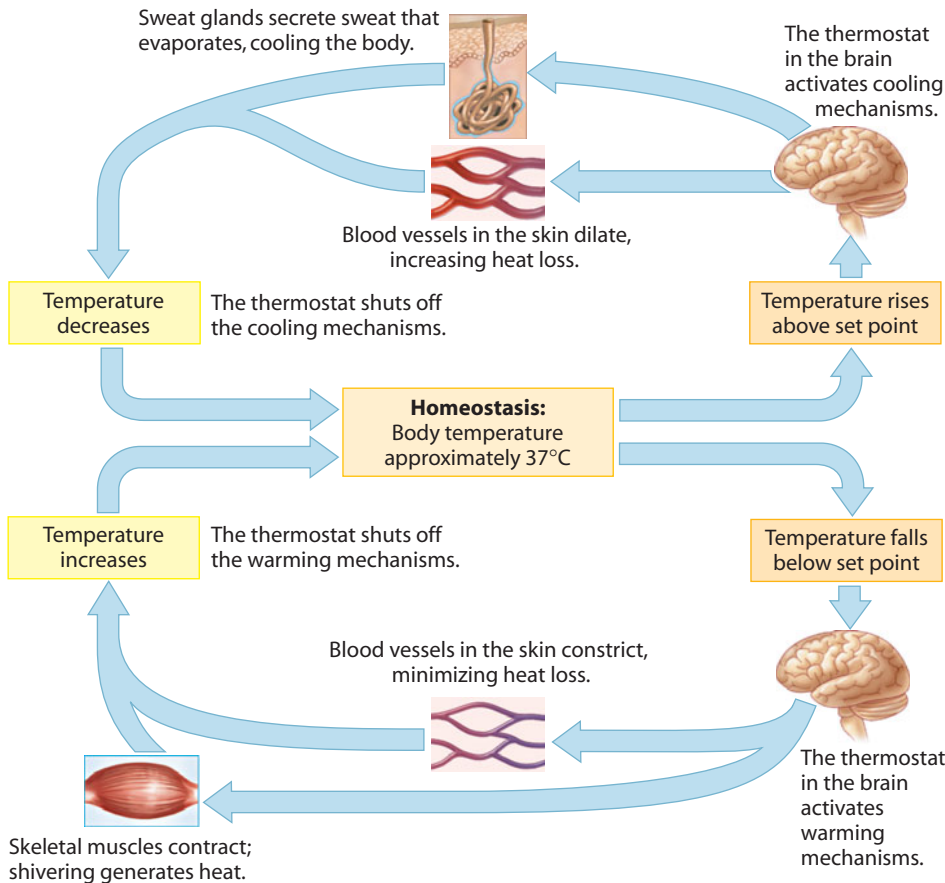 Sweat glands secrete sweat that
evaporates, cooling the body.
The thermostat
in the brain
activates cooling
mechanisms.
Blood vessels in the skin dilate,
increasing heat loss.
Temperature
decreases
The thermostat shuts off
the cooling mechanisms.
Temperature rises
above set point
Homeostasis:
Body temperature
approximately 37°C
Temperature
increases
The thermostat shuts off
the warming mechanisms.
Temperature falls
below set point
Blood vessels in the skin constrict,
minimizing heat loss.
The thermostat
in the brain
activates
warming
mechanisms.
Skeletal muscles contract;
shivering generates heat.